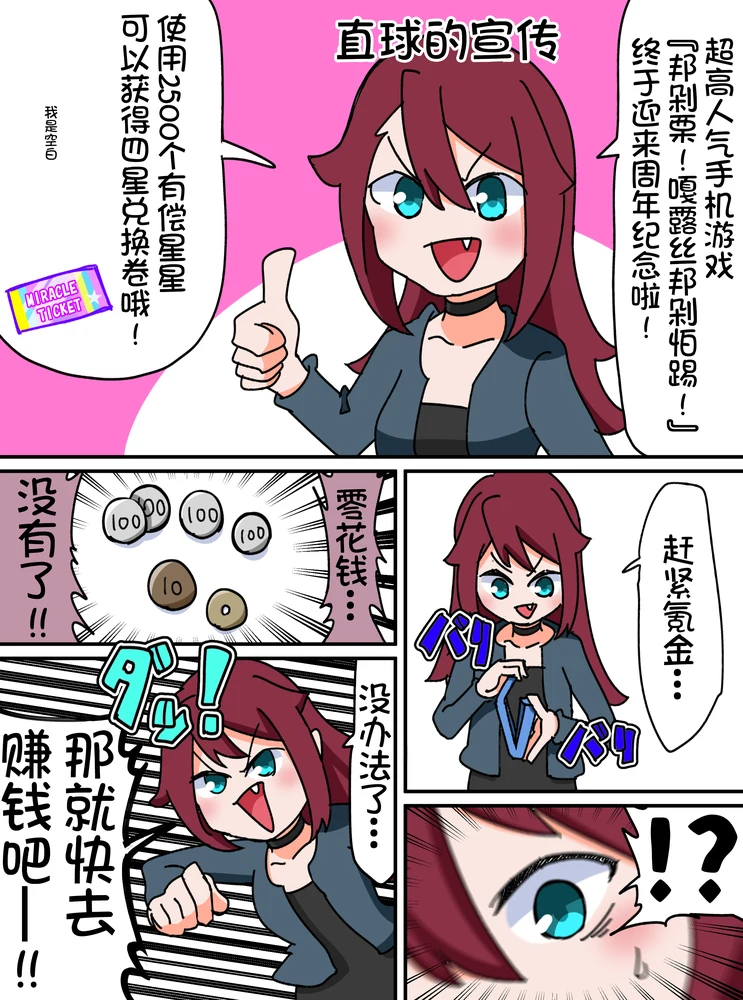 直球的宣传
超高人气手机游戏
『邦剁栗！嘎露丝邦剁怕踢！』
终于迎来周年纪念啦！
使用2500个有偿星星
可以获得四星兑换卷哦！
我是空白
MIRACLE
TICKET
赶紧氪金…
バリ
バリ
!?
零花钱…
100
100
100
100
10
没有了!!
没办法了…
ダッ！
那就快去
赚钱吧ー!!